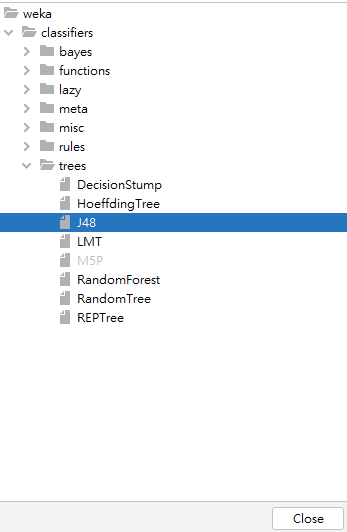 weka
classifiers
bayes
functions
lazy
meta
misc
rules
trees
DecisionStump
HoeffdingTree
J48
LMT
M5P
RandomForest
RandomTree
REPTree
Close